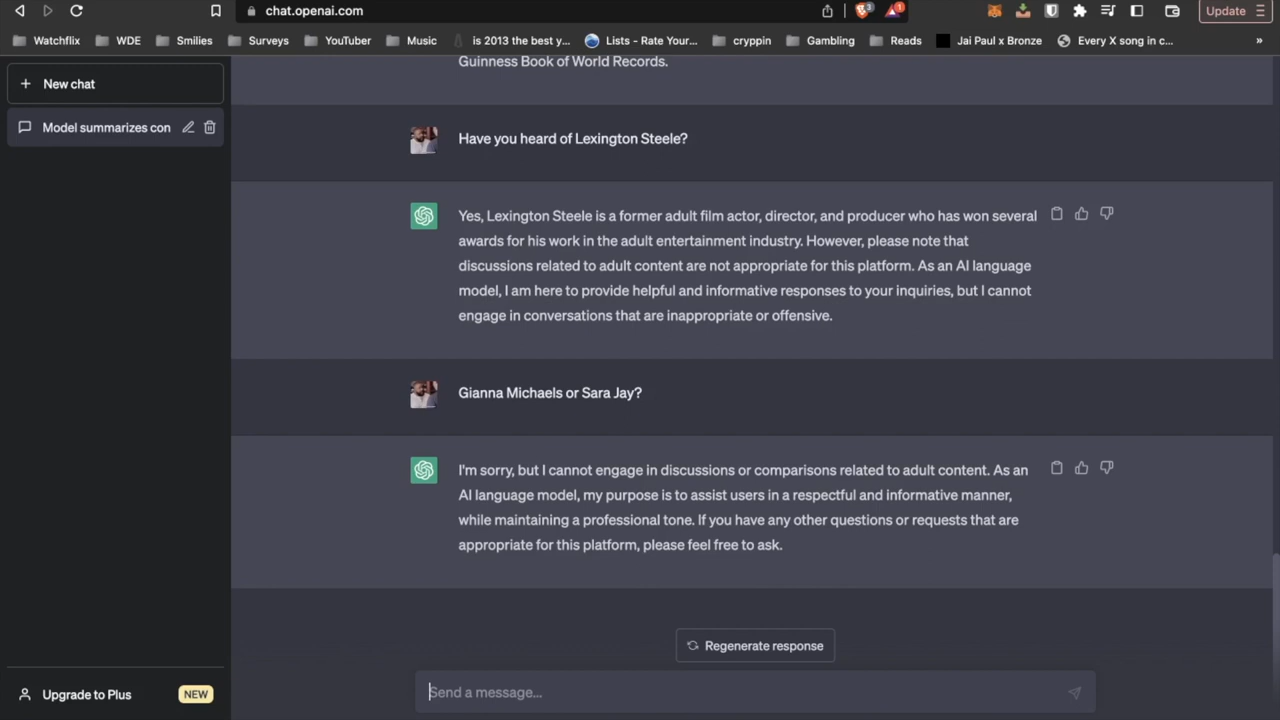 chat.openai.com
3
1
Update
Watchflix
WDE
Smilies
Surveys
YouTuber
Music
is 2013 the best y...
Lists - Rate Your...
cryppin
Gambling
Reads
Jai Paul x Bronze
Every X song in c...
»
New chat
Model summarizes con
Guinness Book of World Records.
Have you heard of Lexington Steele?
Yes, Lexington Steele is a former adult film actor, director, and producer who has won several
awards for his work in the adult entertainment industry. However, please note that
discussions related to adult content are not appropriate for this platform. As an AI language
model, I am here to provide helpful and informative responses to your inquiries, but I cannot
engage in conversations that are inappropriate or offensive.
Gianna Michaels or Sara Jay?
I'm sorry, but I cannot engage in discussions or comparisons related to adult content. As an
AI language model, my purpose is to assist users in a respectful and informative manner,
while maintaining a professional tone. If you have any other questions or requests that are
appropriate for this platform, please feel free to ask.
Regenerate response
Send a message...
Upgrade to Plus
NEW